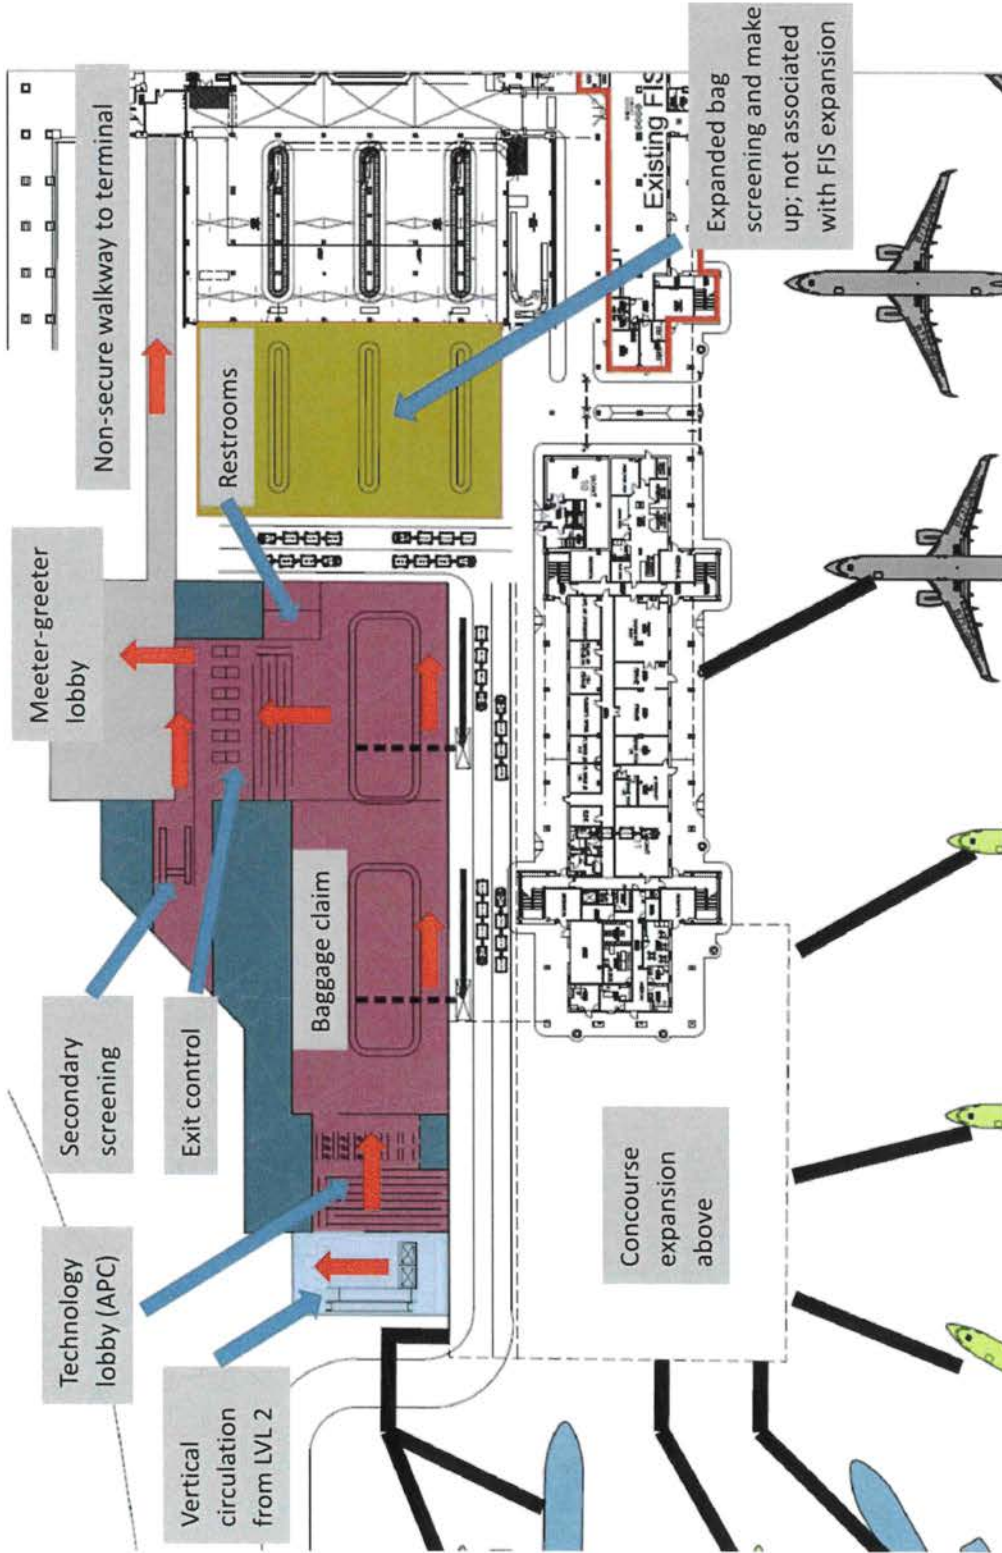 Non-secure walkway to terminal
Meeter-greeter
lobby
Restrooms
Secondary
screening
Exit control
Technology
lobby (APC)
Vertical
circulation
from LVL 2
Baggage claim
Concourse
expansion
above
Existing FIS
Expanded bag
screening and make
up; not associated
with FIS expansion